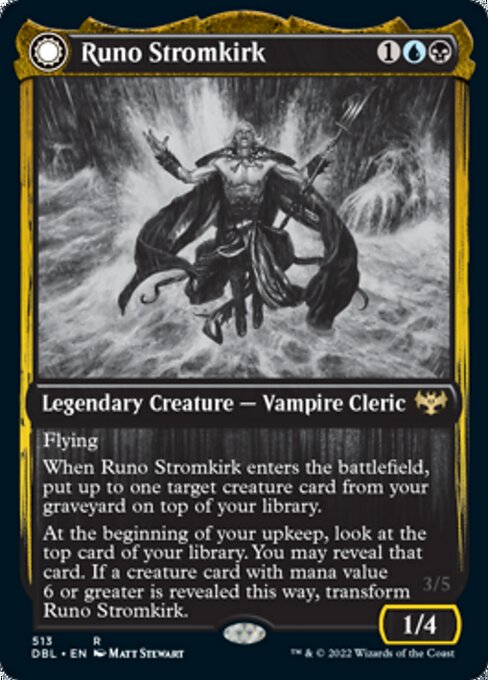 Runo Stromkirk 1
Legendary Creature — Vampire Cleric
Flying
When Runo Stromkirk enters the battlefield,
put up to one target creature card from your
graveyard on top of your library.
At the beginning of your upkeep, look at the
top card of your library. You may reveal that
card. If a creature card with mana value
6 or greater is revealed this way, transform
Runo Stromkirk.
3/5
1/4
513 R
DBL • EN Matt Stewart
™ & © 2022 Wizards of the Coast